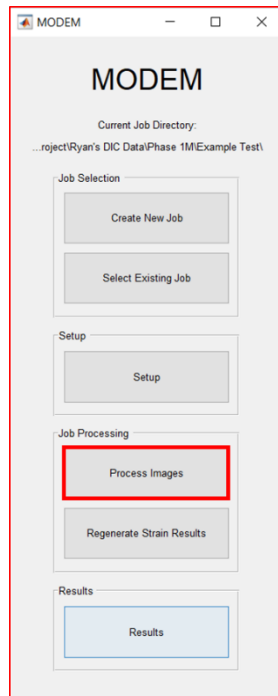 MODEM
MODEM
Current Job Directory:
...roject\Ryan's DIC Data\Phase 1M\Example Test\
Job Selection
Create New Job
Select Existing Job
Setup
Setup
Job Processing
Process Images
Regenerate Strain Results
Results
Results